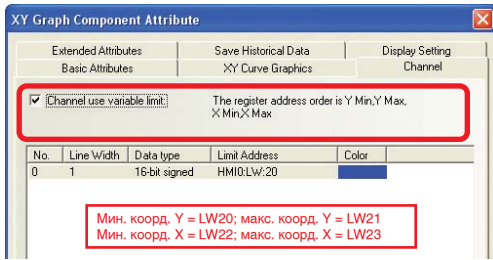 XY Graph Component Attribute
Extended Attributes Save Historical Data Display Setting
Basic Attributes XY Curve Graphics Channel
Channel use variable limit: The register address order is Y Min,Y Max,
X Min,X Max
No. Line Width Data type Limit Address Color
0 1 16-bit signed HMI0:LW:20
Мин. коорд. Y = LW20; макс. коорд. Y = LW21
Мин. коорд. X = LW22; макс. коорд. X = LW23